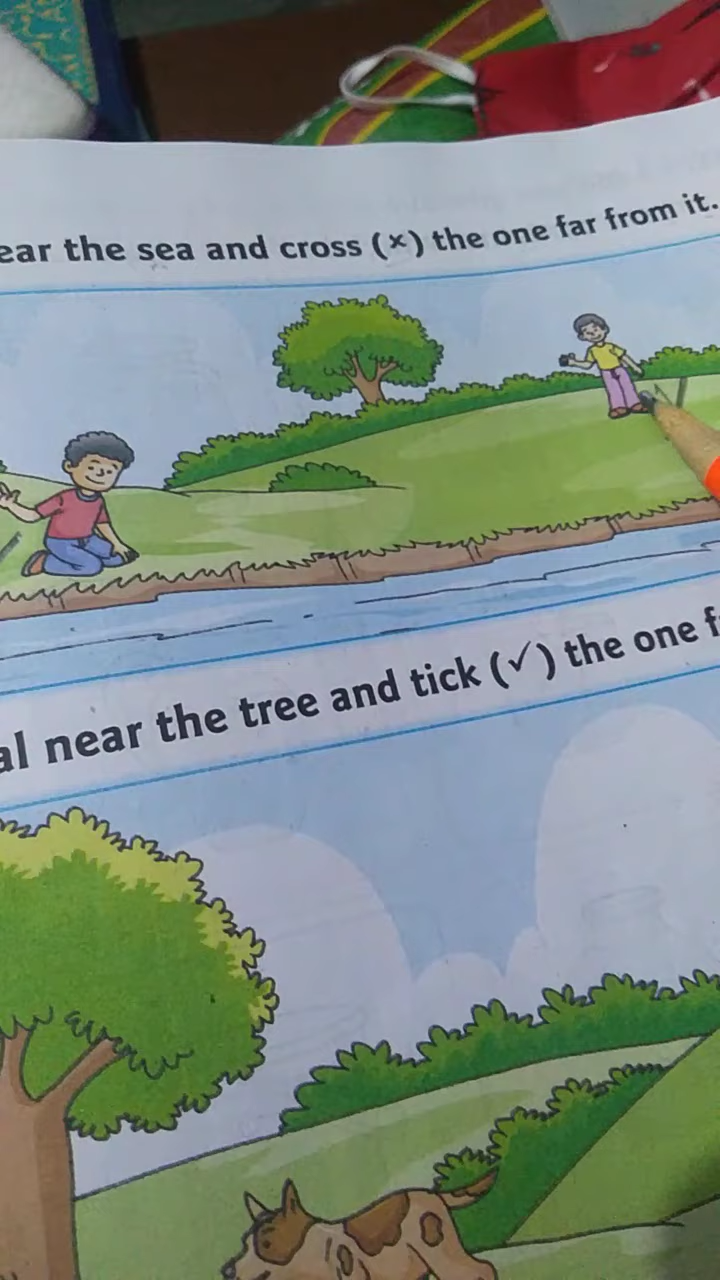 ear the sea and cross (×) the one far from it.
al near the tree and tick (✓) the one f